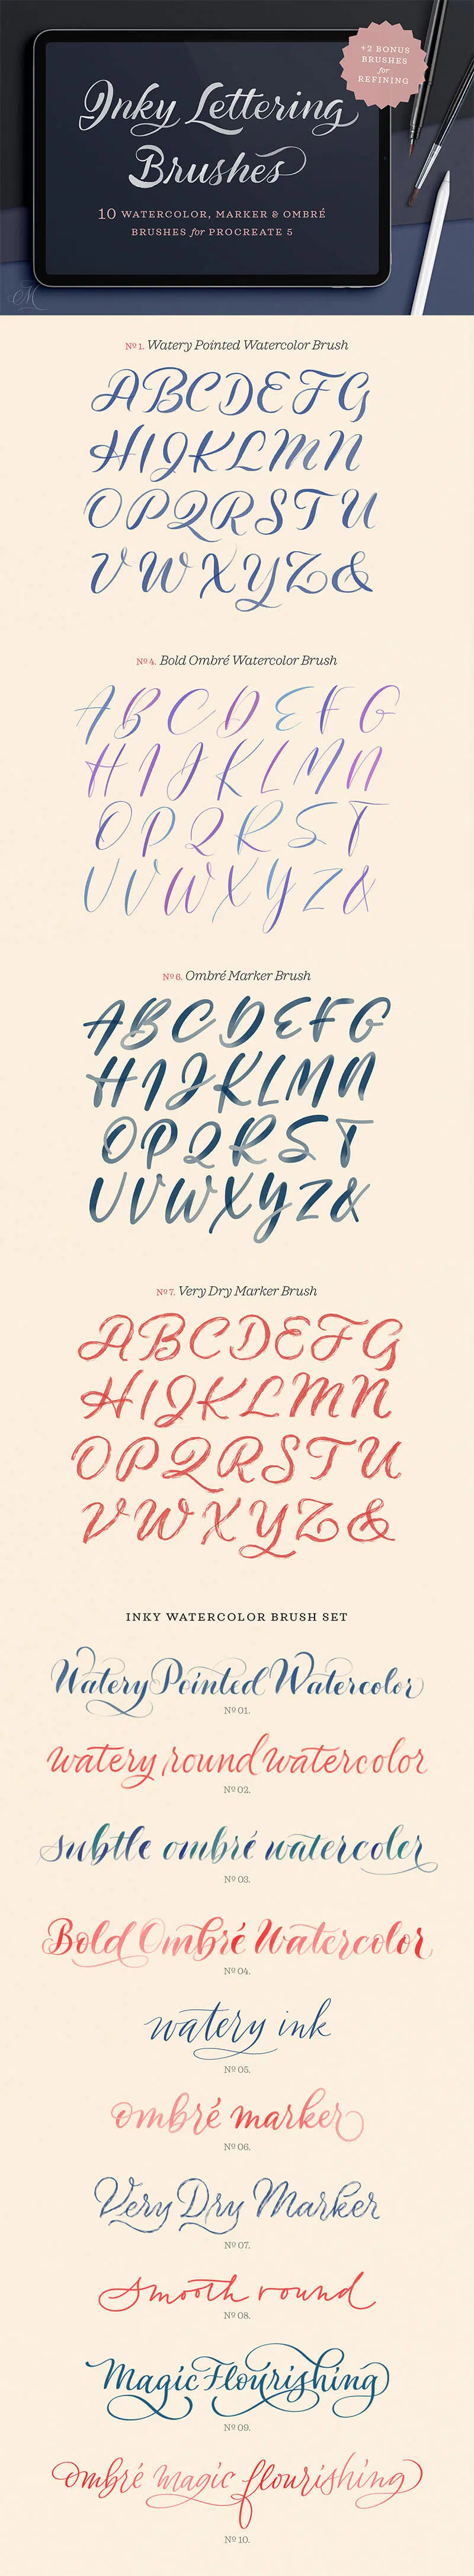 +2 BONUS
BRUSHES
for
REFINING
Inky Lettering
Brushes
10 WATERCOLOR, MARKER & OMBRÉ
BRUSHES for PROCREATE 5
M
Nº 1. Watery Pointed Watercolor Brush
ABCDEFG
HIJKLMN
OPQRSTU
VWXYZ&
Nº 4. Bold Ombré Watercolor Brush
ABCDEFG
HIJKLMN
OPQRST
UVWXYZ&
Nº 6. Ombré Marker Brush
ABCDEFG
HIJKLMN
OPQRST
UVWXYZ&
Nº 7. Very Dry Marker Brush
ABCDEFG
HIJKLMN
OPQRSTU
VWXYZ&
INKY WATERCOLOR BRUSH SET
Watery Pointed Watercolor
Nº 01.
watery round watercolor
Nº 02.
subtle ombré watercolor
Nº 03.
Bold Ombré Watercolor
Nº 04.
watery ink
Nº 05.
ombré marker
Nº 06.
Very Dry Marker
Nº 07.
smooth round
Nº 08.
Magic Flourishing
Nº 09.
ombré magic flourishing
Nº 10.